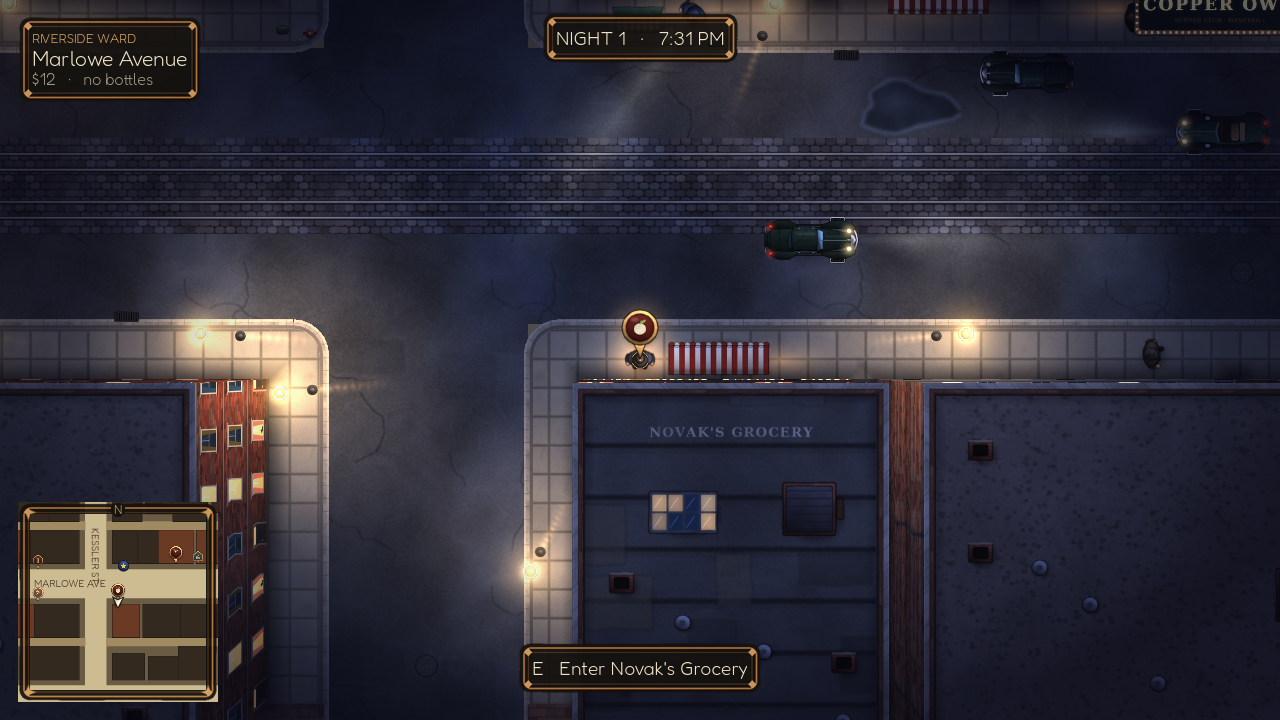 RIVERSIDE WARD
Marlowe Avenue
$12 · no bottles
NIGHT 1 · 7:31 PM
COPPER OW
NOVAK'S GROCERY
N
KESSLER ST
MARLOWE AVE
E Enter Novak's Grocery